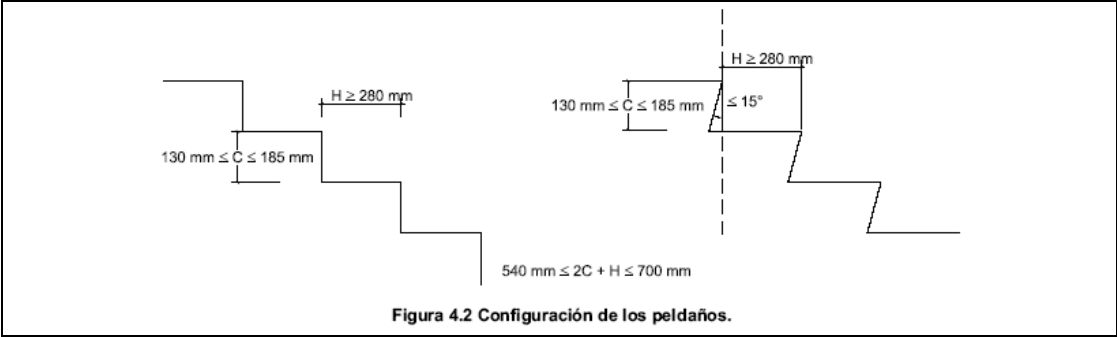 H ≥ 280 mm
130 mm ≤ C ≤ 185 mm
H ≥ 280 mm
130 mm ≤ C ≤ 185 mm
≤ 15°
540 mm ≤ 2C + H ≤ 700 mm
Figura 4.2 Configuración de los peldaños.